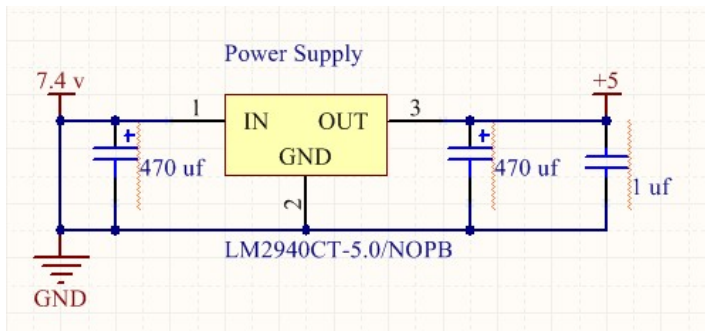 Power Supply
7.4 v
+5
1
3
IN
OUT
GND
+
+
470 uf
470 uf
1 uf
2
LM2940CT-5.0/NOPB
GND